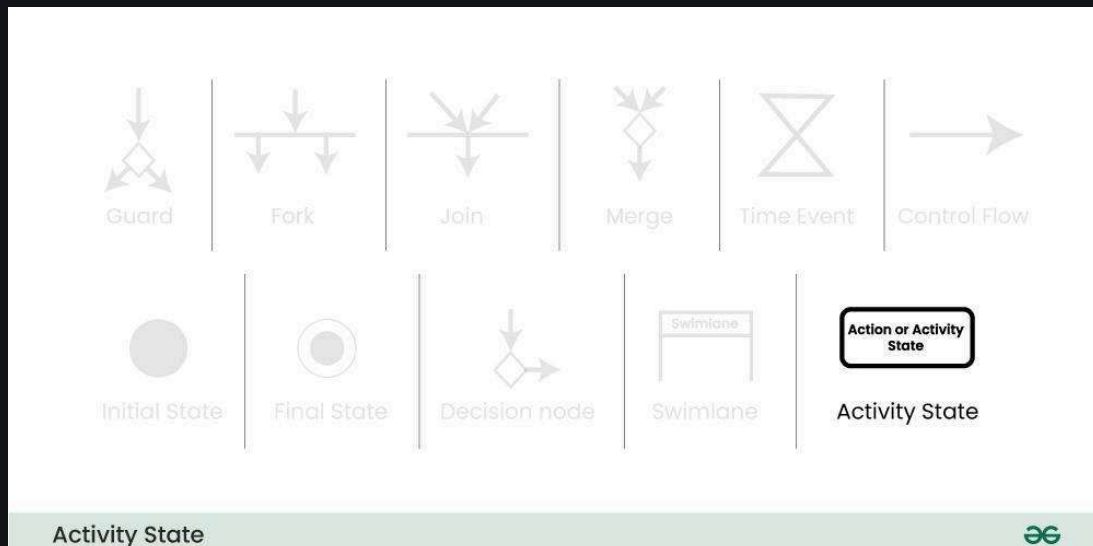 Guard
Fork
Join
Merge
Time Event
Control Flow
Swimlane
Action or Activity
State
Initial State
Final State
Decision node
Swimlane
Activity State
Activity State